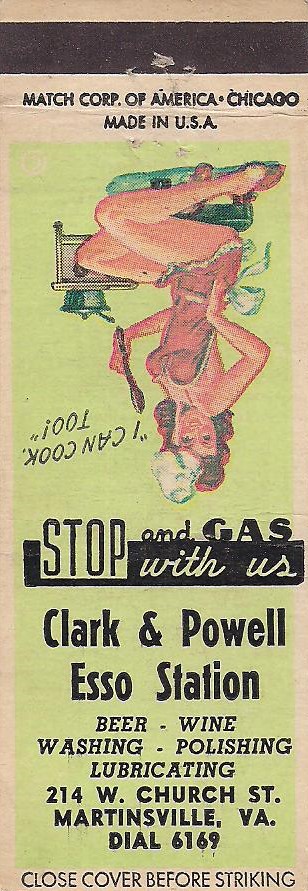 MATCH CORP. OF AMERICA • CHICAGO
MADE IN U.S.A.
"I CAN COOK,
TOO!"
STOP and GAS
with us
Clark & Powell
Esso Station
BEER - WINE
WASHING - POLISHING
LUBRICATING
214 W. CHURCH ST.
MARTINSVILLE, VA.
DIAL 6169
CLOSE COVER BEFORE STRIKING